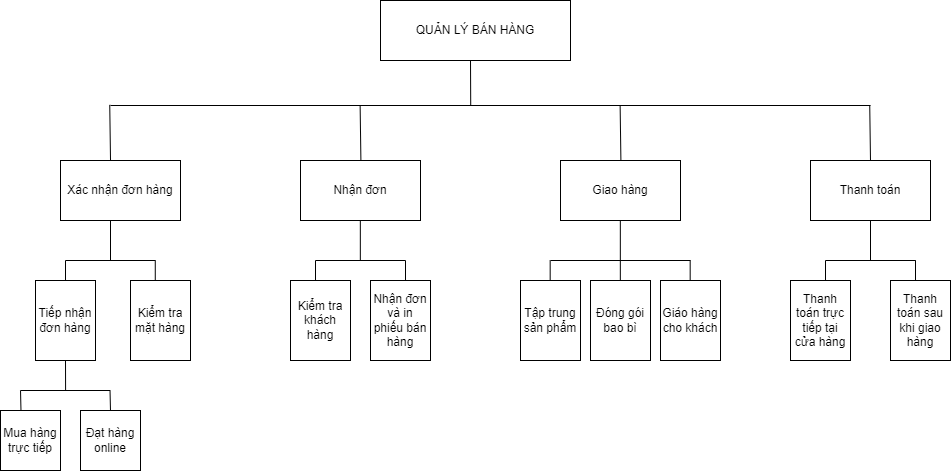 QUẢN LÝ BÁN HÀNG
Xác nhận đơn hàng
Nhận đơn
Giao hàng
Thanh toán
Tiếp nhận
đơn hàng
Kiểm tra
mặt hàng
Kiểm tra
khách
hàng
Nhận đơn
và in
phiếu bán
hàng
Tập trung
sản phẩm
Đóng gói
bao bì
Giáo hàng
cho khách
Thanh
toán trực
tiếp tại
cửa hàng
Thanh
toán sau
khi giao
hàng
Mua hàng
trực tiếp
Đạt hàng
online